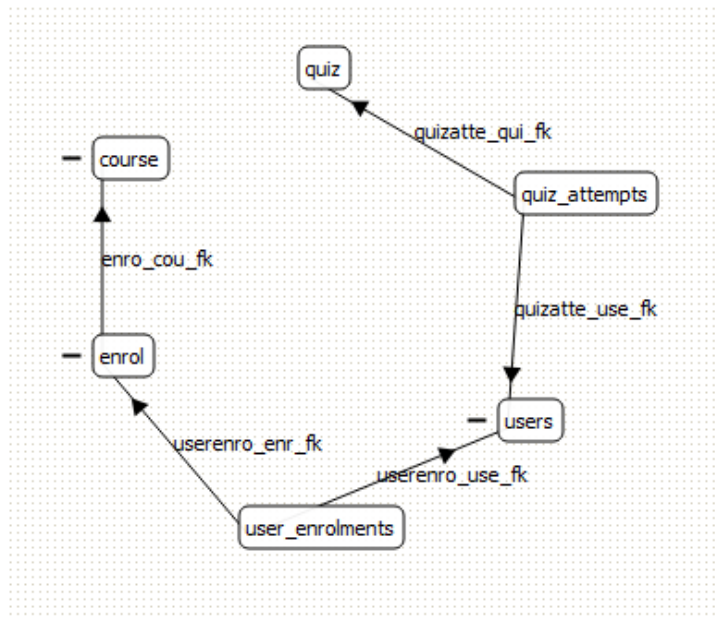 quiz
quizatte_qui_fk
course
quiz_attempts
enro_cou_fk
quizatte_use_fk
enrol
users
userenro_enr_fk
userenro_use_fk
user_enrolments